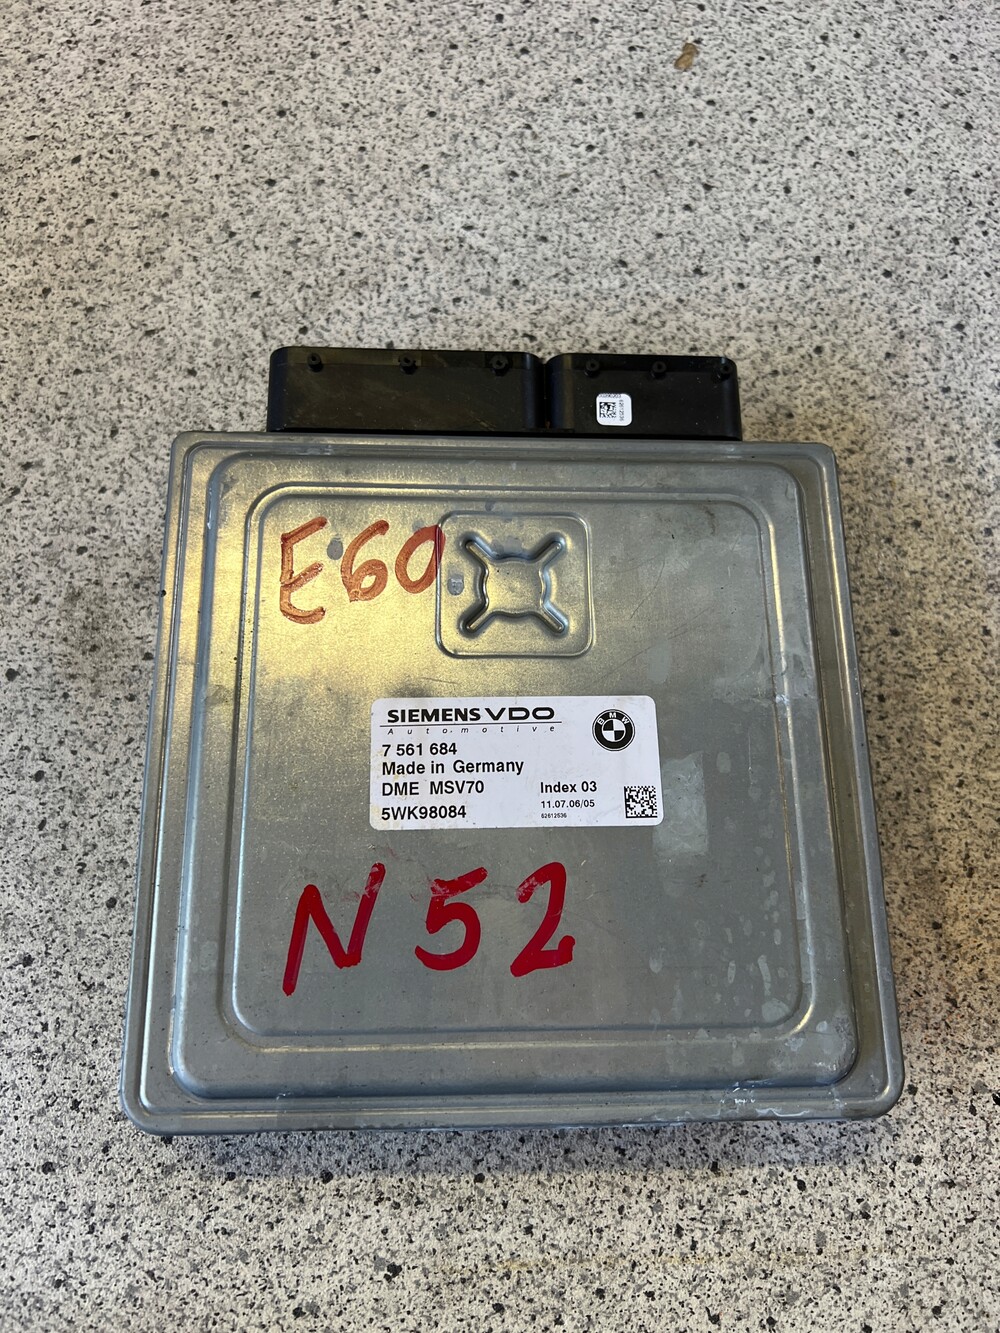 E60
SIEMENS VDO
Automotive
BMW
7 561 684
Made in Germany
DME MSV70
Index 03
5WK98084
11.07.06/05
N52